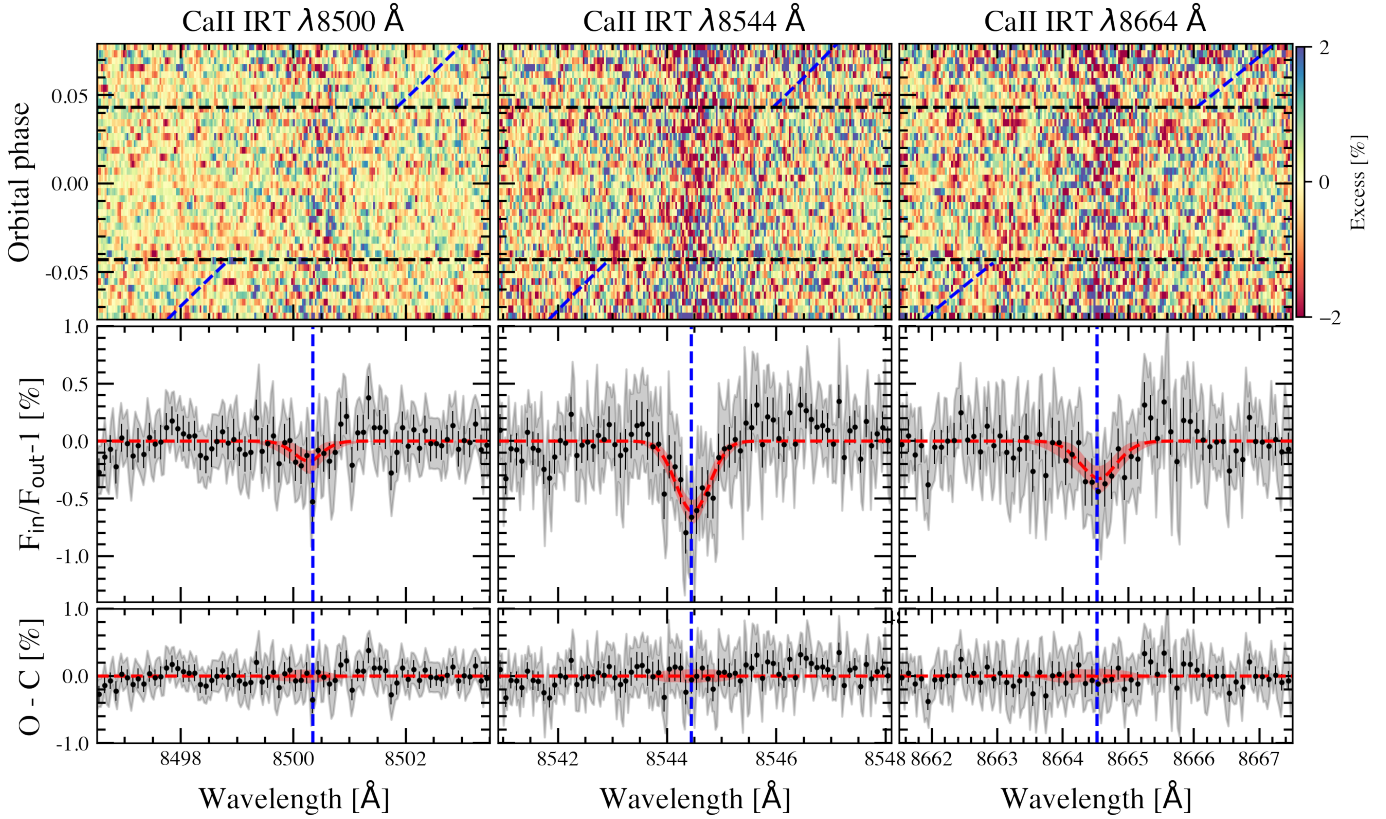 CaII IRT λ8500 Å
CaII IRT λ8544 Å
CaII IRT λ8664 Å
Orbital phase
0.05
0.00
-0.05
2
0
−2
Excess [%]
Fin/Fout-1 [%]
1.0
0.5
0.0
-0.5
-1.0
O - C [%]
1.0
0.0
-1.0
8498 8500 8502
8542 8544 8546 8548
8662 8663 8664 8665 8666 8667
Wavelength [Å]
Wavelength [Å]
Wavelength [Å]